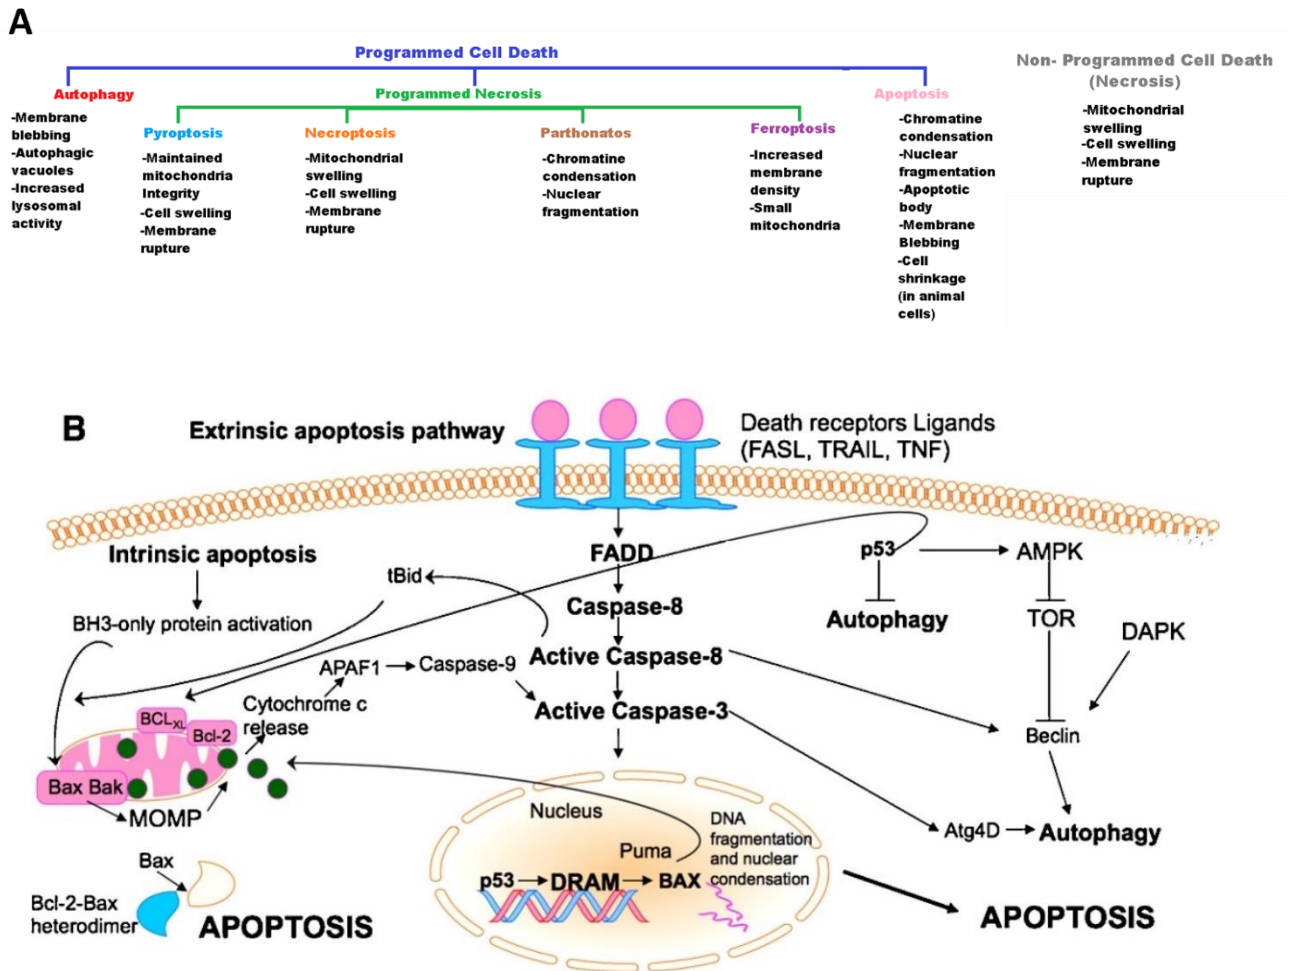 A
Programmed Cell Death
Non- Programmed Cell Death
(Necrosis)
Autophagy
Programmed Necrosis
Apoptosis
-Membrane
blebbing
-Autophagic
vacuoles
-Increased
lysosomal
activity
Pyroptosis
-Maintained
mitochondria
Integrity
-Cell swelling
-Membrane
rupture
Necroptosis
-Mitochondrial
swelling
-Cell swelling
-Membrane
rupture
Parthonatos
-Chromatine
condensation
-Nuclear
fragmentation
Ferroptosis
-Increased
membrane
density
-Small
mitochondria
-Chromatine
condensation
-Nuclear
fragmentation
-Apoptotic
body
-Membrane
Blebbing
-Cell
shrinkage
(in animal
cells)
-Mitochondrial
swelling
-Cell swelling
-Membrane
rupture
B
Extrinsic apoptosis pathway
Death receptors Ligands
(FASL, TRAIL, TNF)
Intrinsic apoptosis
BH3-only protein activation
tBid
FADD
Caspase-8
Active Caspase-8
Active Caspase-3
p53
AMPK
Autophagy
TOR
DAPK
Beclin
Atg4D
Autophagy
APAF1
Caspase-9
Cytochrome c
release
BCLXL
Bcl-2
Bax Bak
MOMP
Bax
Bcl-2-Bax
heterodimer
APOPTOSIS
Nucleus
Puma
p53
DRAM
BAX
DNA
fragmentation
and nuclear
condensation
APOPTOSIS